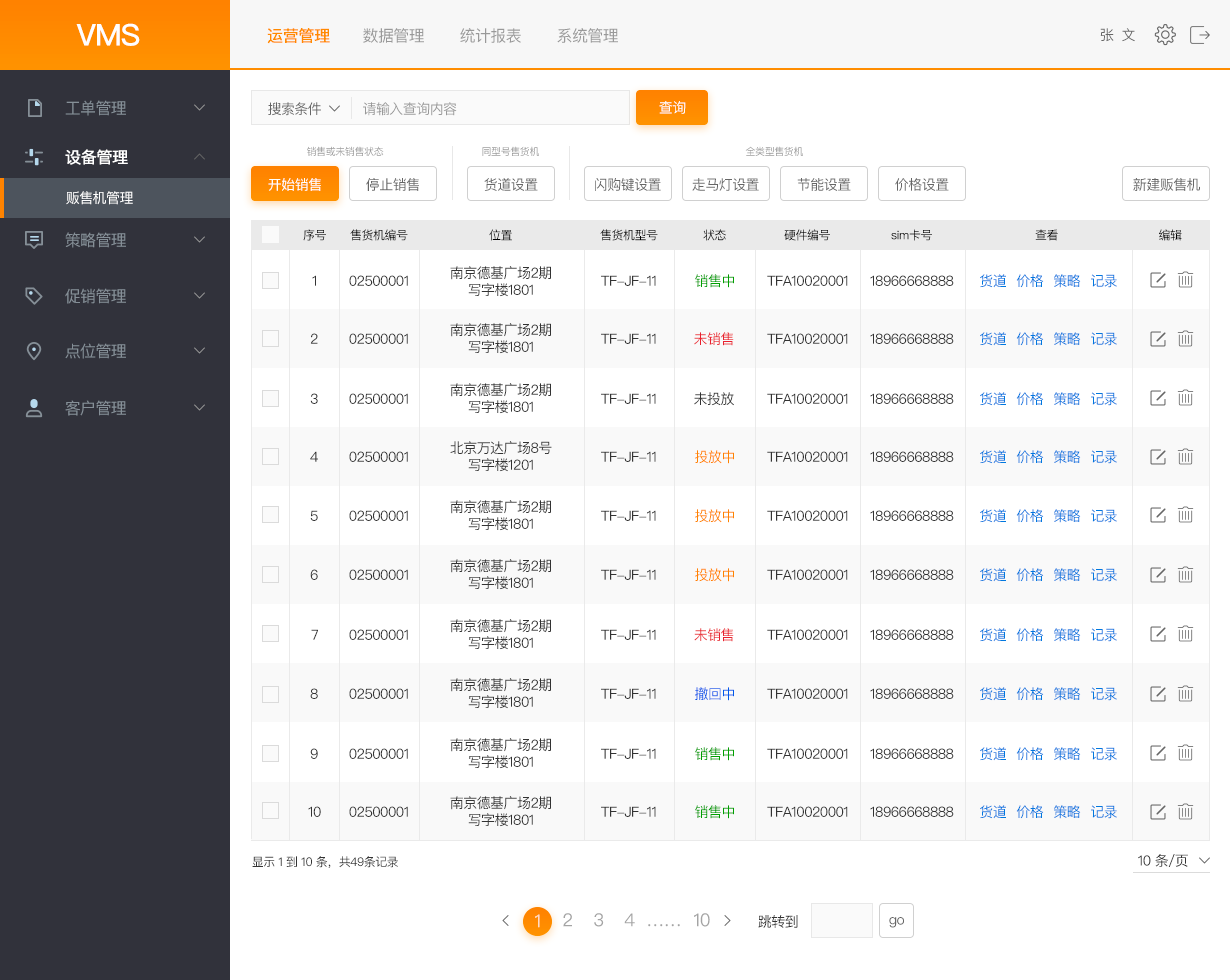 VMS
运营管理 数据管理 统计报表 系统管理 张 文
工单管理
设备管理
贩售机管理
策略管理
促销管理
点位管理
客户管理
搜索条件 请输入查询内容 查询
销售或未销售状态 同型号售货机 全类型售货机
开始销售 停止销售 货道设置 闪购键设置 走马灯设置 节能设置 价格设置 新建贩售机
序号 售货机编号 位置 售货机型号 状态 硬件编号 sim卡号 查看 编辑
1 02500001 南京德基广场2期 TF-JF-11 销售中 TFA10020001 18966668888 货道 价格 策略 记录
写字楼1801
2 02500001 南京德基广场2期 TF-JF-11 未销售 TFA10020001 18966668888 货道 价格 策略 记录
写字楼1801
3 02500001 南京德基广场2期 TF-JF-11 未投放 TFA10020001 18966668888 货道 价格 策略 记录
写字楼1801
4 02500001 北京万达广场8号 TF-JF-11 投放中 TFA10020001 18966668888 货道 价格 策略 记录
写字楼1201
5 02500001 南京德基广场2期 TF-JF-11 投放中 TFA10020001 18966668888 货道 价格 策略 记录
写字楼1801
6 02500001 南京德基广场2期 TF-JF-11 投放中 TFA10020001 18966668888 货道 价格 策略 记录
写字楼1801
7 02500001 南京德基广场2期 TF-JF-11 未销售 TFA10020001 18966668888 货道 价格 策略 记录
写字楼1801
8 02500001 南京德基广场2期 TF-JF-11 撤回中 TFA10020001 18966668888 货道 价格 策略 记录
写字楼1801
9 02500001 南京德基广场2期 TF-JF-11 销售中 TFA10020001 18966668888 货道 价格 策略 记录
写字楼1801
10 02500001 南京德基广场2期 TF-JF-11 销售中 TFA10020001 18966668888 货道 价格 策略 记录
写字楼1801
显示 1 到 10 条，共49条记录 10 条/页
1 2 3 4 …… 10 跳转到 go